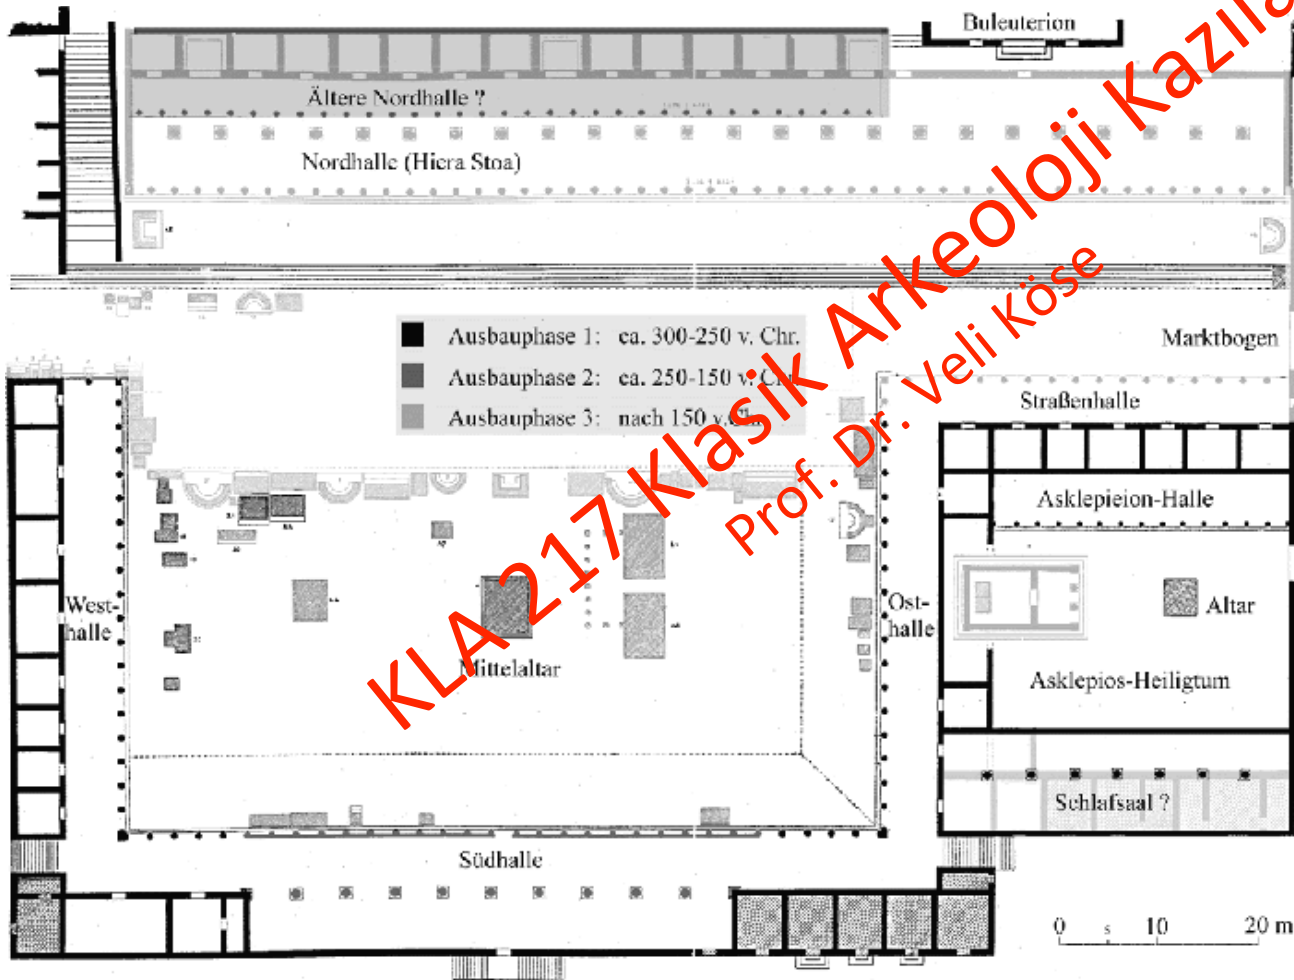 Buleuterion
Ältere Nordhalle ?
Nordhalle (Hiera Stoa)
Ausbauphase 1: ca. 300-250 v. Chr.
Ausbauphase 2: ca. 250-150 v. Chr.
Ausbauphase 3: nach 150 v.Chr.
Marktbogen
Straßenhalle
Asklepieion-Halle
West-
halle
Ost-
halle
Altar
Mittelaltar
Asklepios-Heiligtum
Schlafsaal ?
Südhalle
0 5 10 20 m
KLA 217 Klasik Arkeoloji
Prof. Dr. Veli Köse